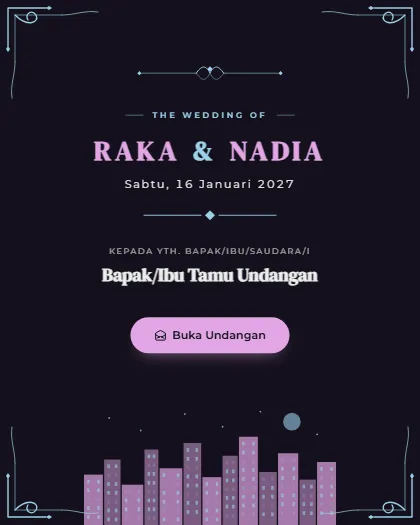 THE WEDDING OF
RAKA & NADIA
Sabtu, 16 Januari 2027
KEPADA YTH. BAPAK/IBU/SAUDARA/I
Bapak/Ibu Tamu Undangan
Buka Undangan